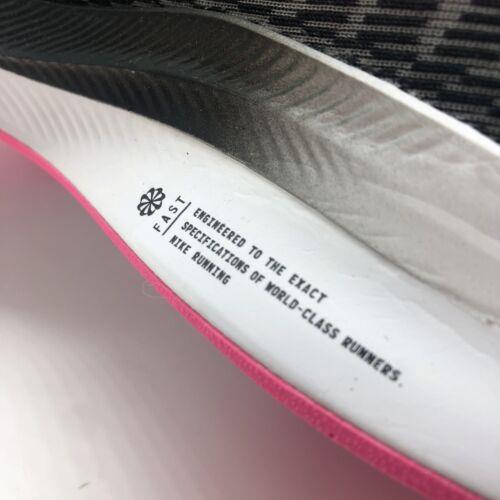 FAST
ENGINEERED TO THE EXACT
SPECIFICATIONS OF WORLD-CLASS RUNNERS.
NIKE RUNNING